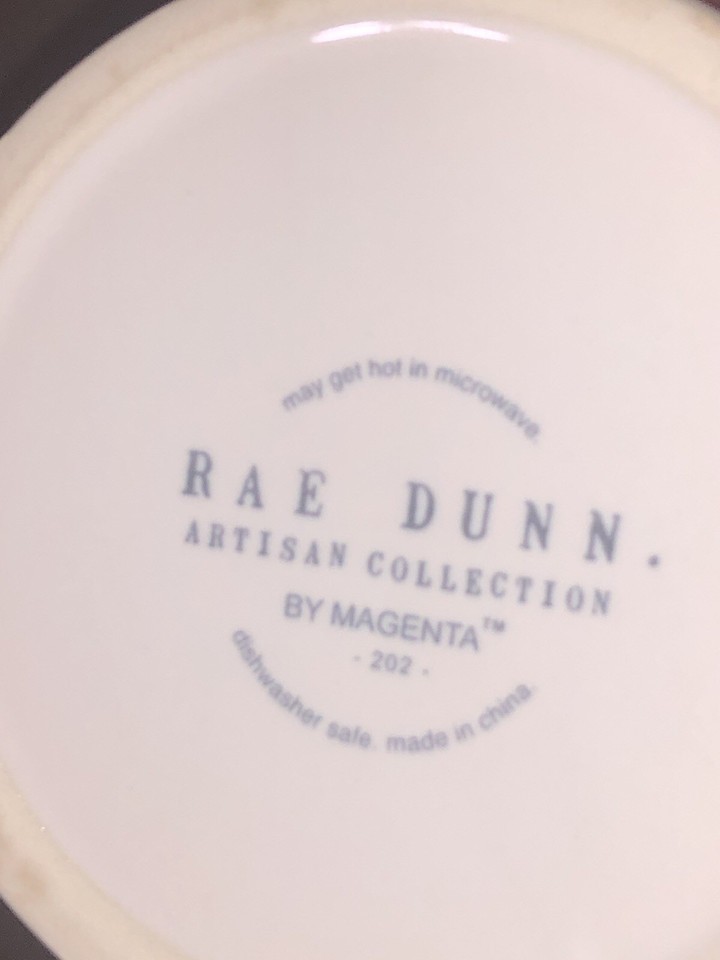 may get hot in microwave.
RAE DUNN.
ARTISAN COLLECTION
BY MAGENTA™
- 202 -
dishwasher safe. made in china.